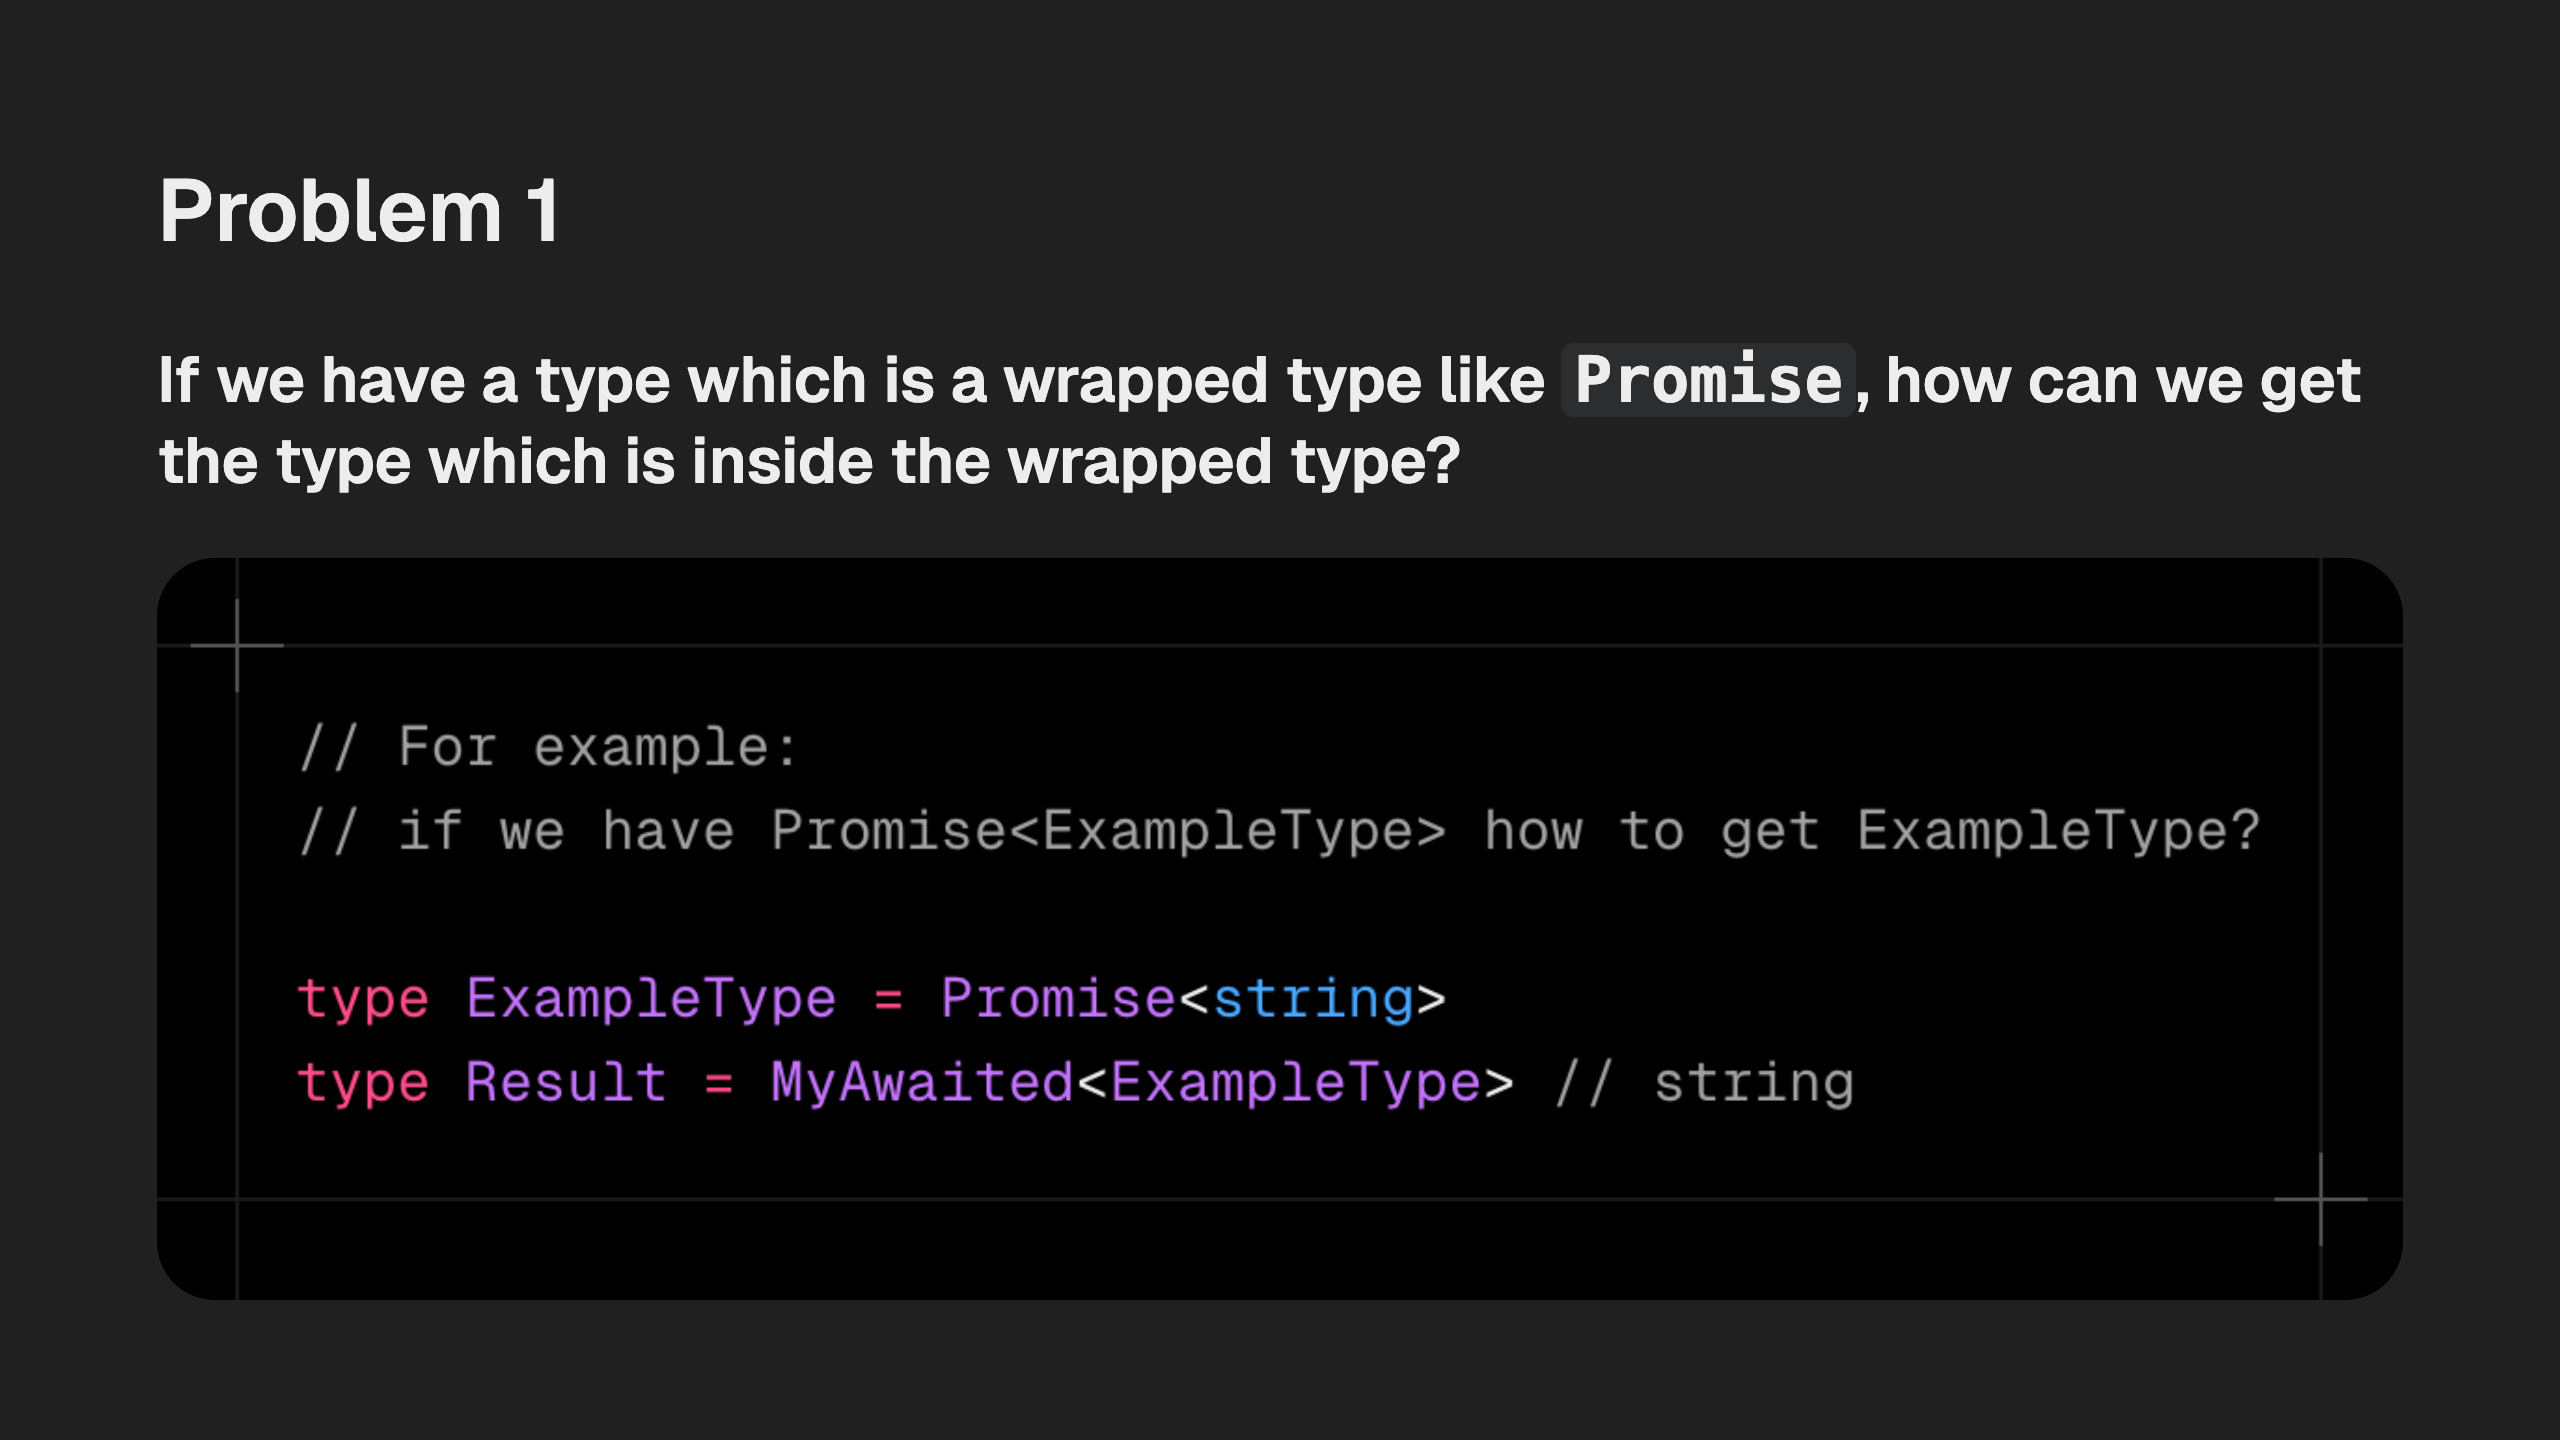 Problem 1
If we have a type which is a wrapped type like Promise, how can we get
the type which is inside the wrapped type?
// For example:
// if we have Promise<ExampleType> how to get ExampleType?
type ExampleType = Promise<string>
type Result = MyAwaited<ExampleType> // string